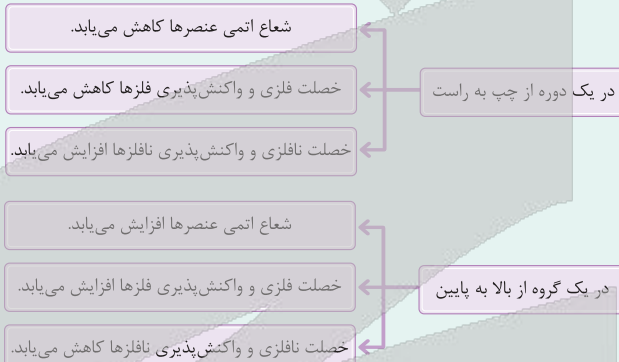 در یک دوره از چپ به راست
شعاع اتمی عنصرها کاهش می‌یابد.
خصلت فلزی و واکنش‌پذیری فلزها کاهش می‌یابد.
خصلت نافلزی و واکنش‌پذیری نافلزها افزایش می‌یابد.
در یک گروه از بالا به پایین
شعاع اتمی عنصرها افزایش می‌یابد.
خصلت فلزی و واکنش‌پذیری فلزها افزایش می‌یابد.
خصلت نافلزی و واکنش‌پذیری نافلزها کاهش می‌یابد.